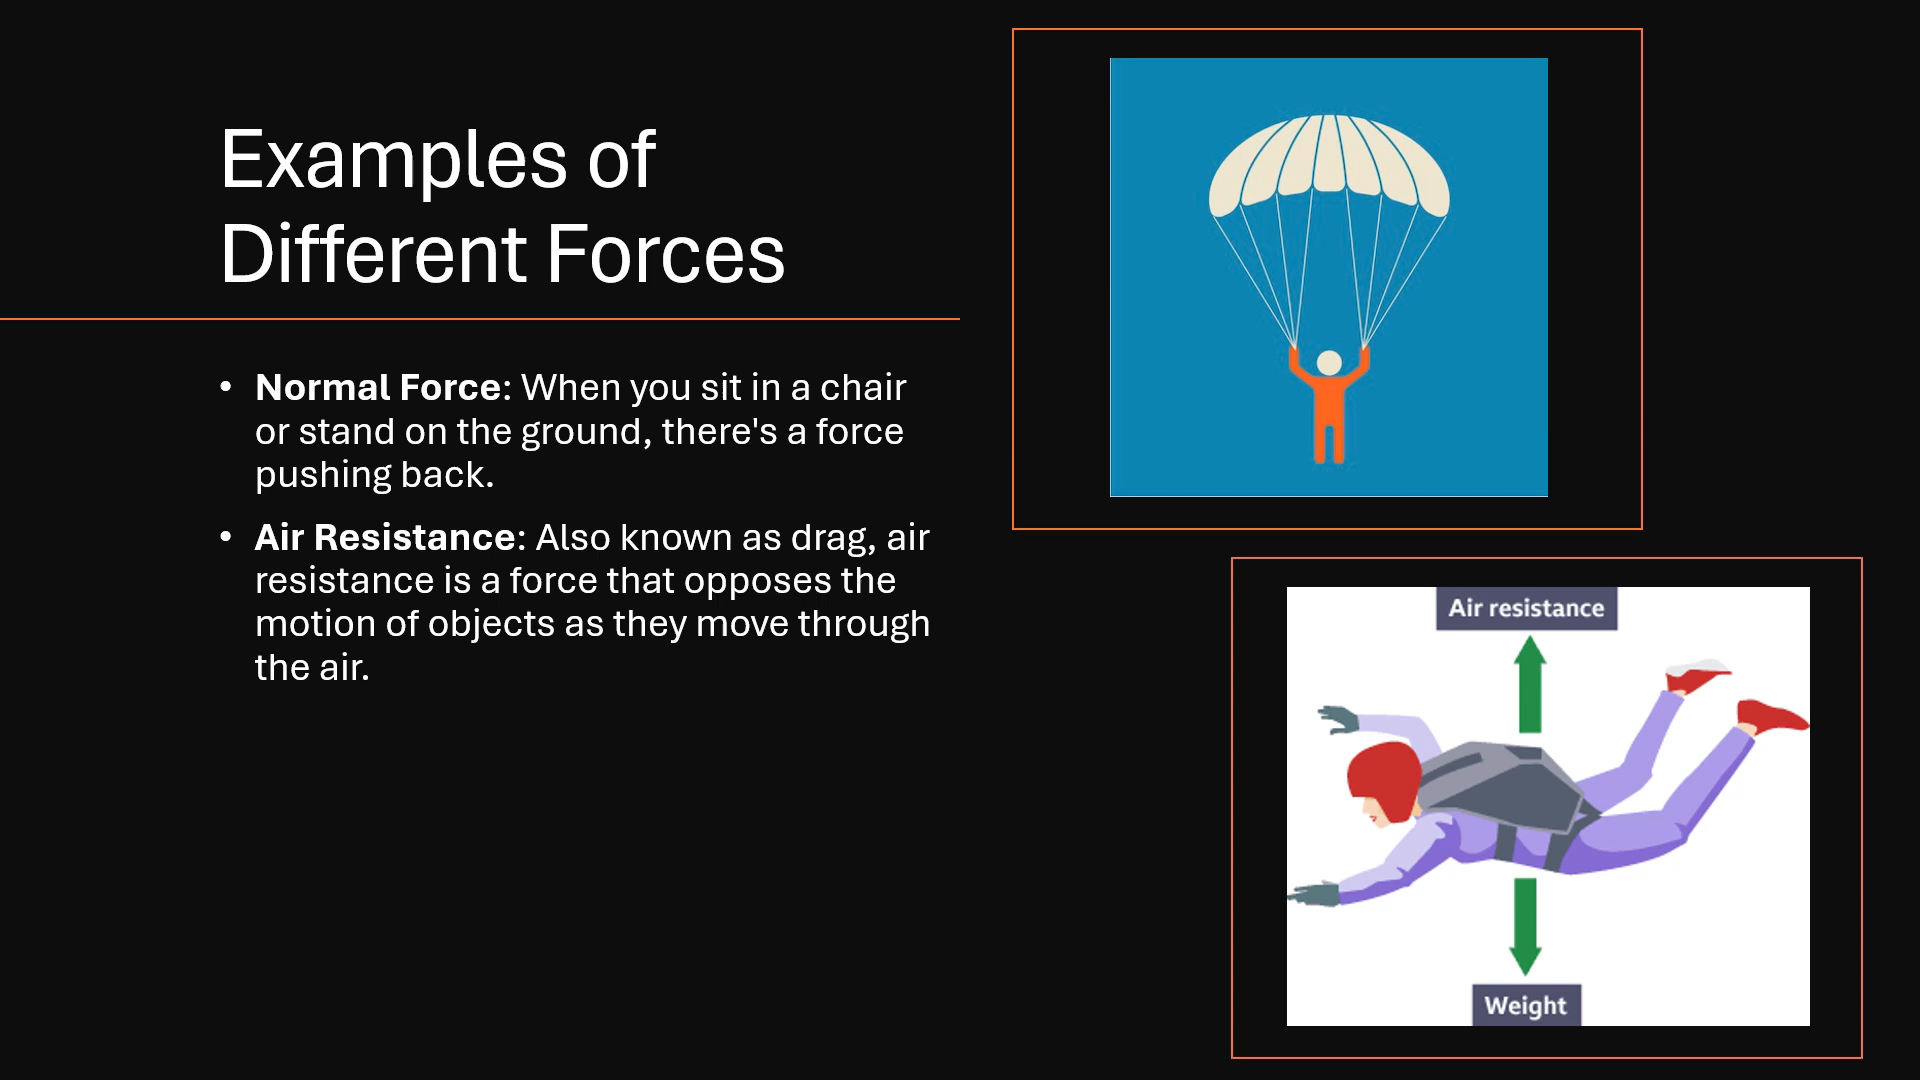 Examples of
Different Forces
• Normal Force: When you sit in a chair
or stand on the ground, there's a force
pushing back.
• Air Resistance: Also known as drag, air
resistance is a force that opposes the
motion of objects as they move through
the air.
Air resistance
Weight